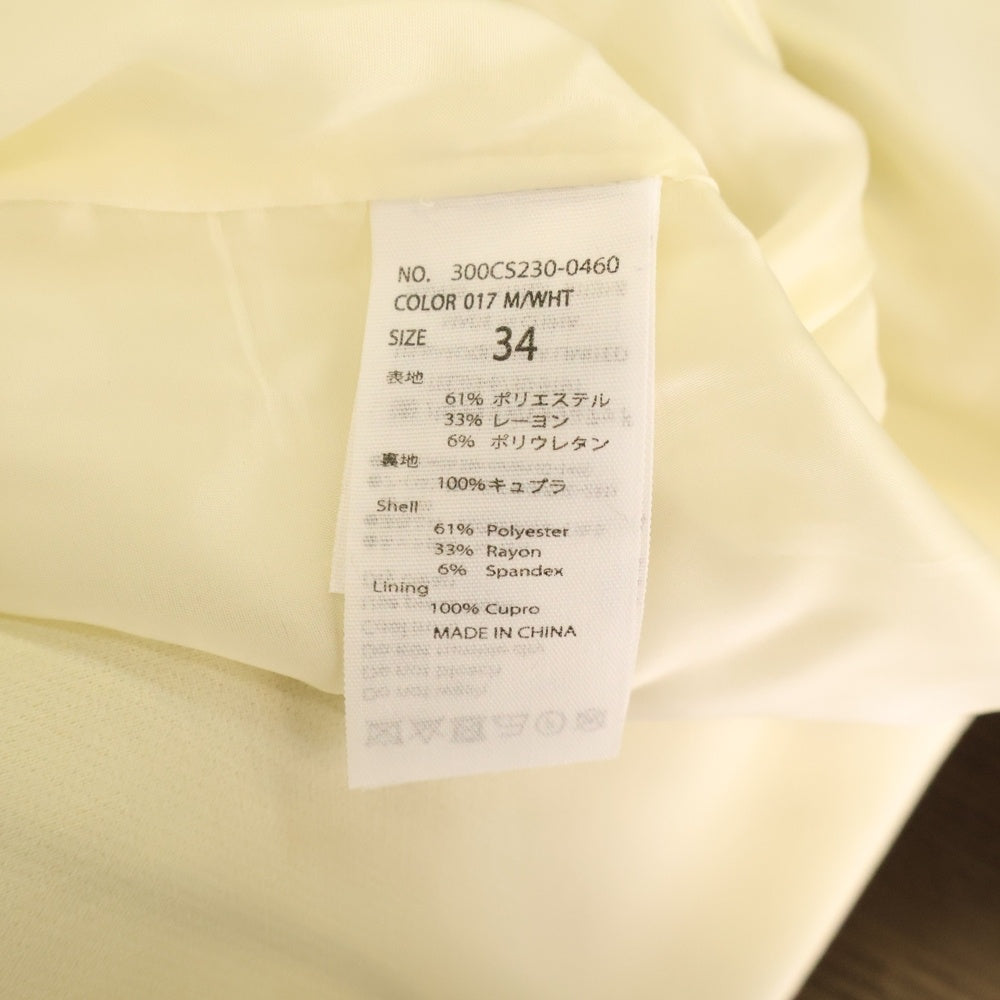 NO. 300CS230-0460
COLOR 017 M/WHT
SIZE 34
表地
61% ポリエステル
33% レーヨン
6% ポリウレタン
裏地
100%キュプラ
Shell
61% Polyester
33% Rayon
6% Spandex
Lining
100% Cupro
MADE IN CHINA